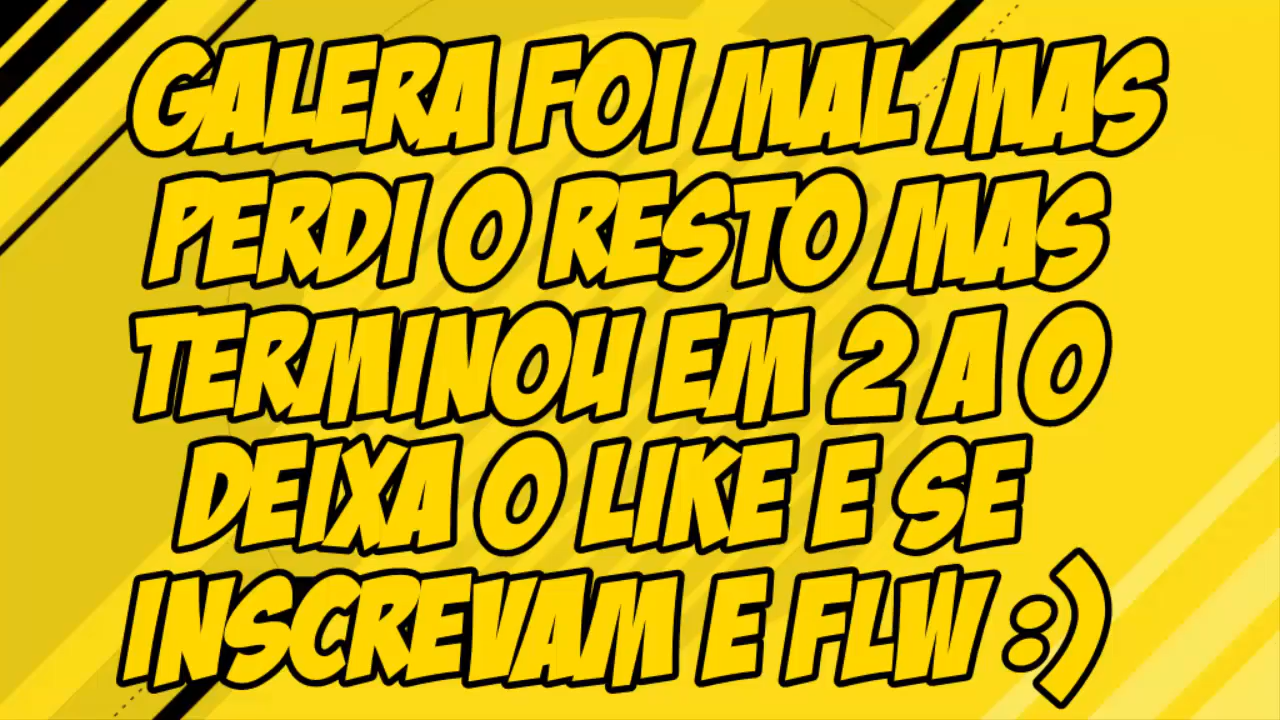 GALERA FOI MAL MAS
PERDI O RESTO MAS
TERMINOU EM 2 A 0
DEIXA O LIKE E SE
INSCREVAM E FLW :)